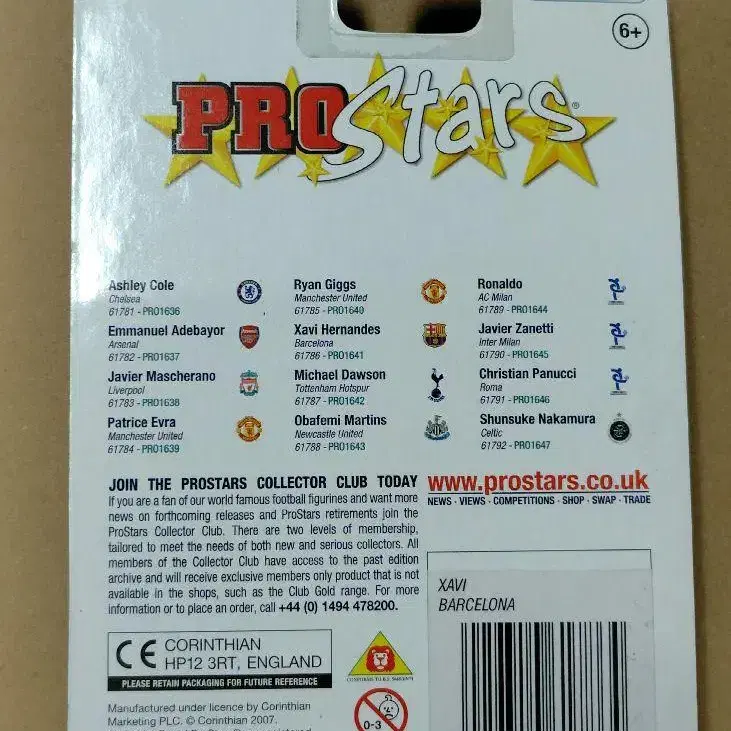 6+
PROStars®
Ashley Cole
Chelsea
61781 - PRO1636
Emmanuel Adebayor
Arsenal
61782 - PRO1637
Javier Mascherano
Liverpool
61783 - PRO1638
Patrice Evra
Manchester United
61784 - PRO1639
Ryan Giggs
Manchester United
61785 - PRO1640
Xavi Hernandes
Barcelona
61786 - PRO1641
Michael Dawson
Tottenham Hotspur
61787 - PRO1642
Obafemi Martins
Newcastle United
61788 - PRO1643
Ronaldo
AC Milan
61789 - PRO1644
Javier Zanetti
Inter Milan
61790 - PRO1645
Christian Panucci
Roma
61791 - PRO1646
Shunsuke Nakamura
Celtic
61792 - PRO1647
JOIN THE PROSTARS COLLECTOR CLUB TODAY
If you are a fan of our world famous football figurines and want more
news on forthcoming releases and ProStars retirements join the
ProStars Collector Club. There are two levels of membership,
tailored to meet the needs of both new and serious collectors. All
members of the Collector Club have access to the past edition
archive and will receive exclusive members only product that is not
available in the shops, such as the Club Gold range. For more
information or to place an order, call +44 (0) 1494 478200.
www.prostars.co.uk
NEWS · VIEWS · COMPETITIONS · SHOP · SWAP · TRADE
XAVI
BARCELONA
CE CORINTHIAN
HP12 3RT, ENGLAND
PLEASE RETAIN PACKAGING FOR FUTURE REFERENCE
0-3
Manufactured under licence by Corinthian
Marketing PLC. © Corinthian 2007.